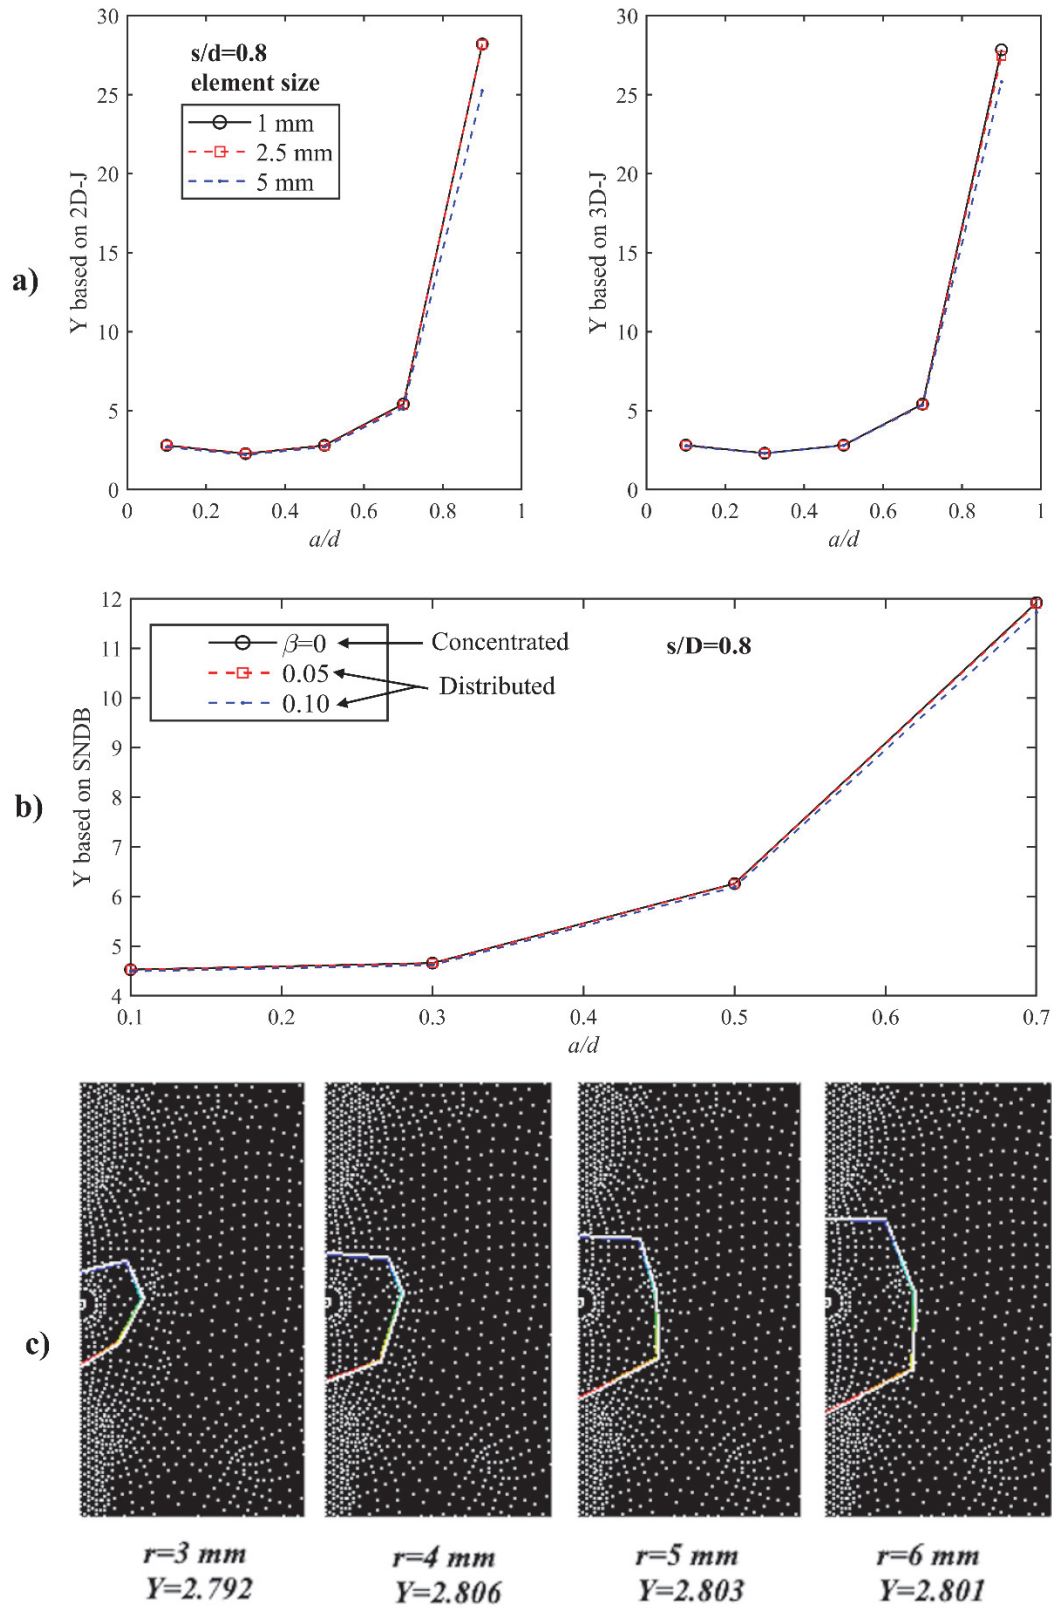 a)
Y based on 2D-J
30
25
20
15
10
5
0
s/d=0.8
element size
1 mm
2.5 mm
5 mm
0 0.2 0.4 0.6 0.8 1
a/d
Y based on 3D-J
30
25
20
15
10
5
0
0 0.2 0.4 0.6 0.8 1
a/d
b)
Y based on SNDB
12
11
10
9
8
7
6
5
4
β=0
0.05
0.10
Concentrated
Distributed
s/D=0.8
0.1 0.2 0.3 0.4 0.5 0.6 0.7
a/d
c)
r=3 mm
Y=2.792
r=4 mm
Y=2.806
r=5 mm
Y=2.803
r=6 mm
Y=2.801